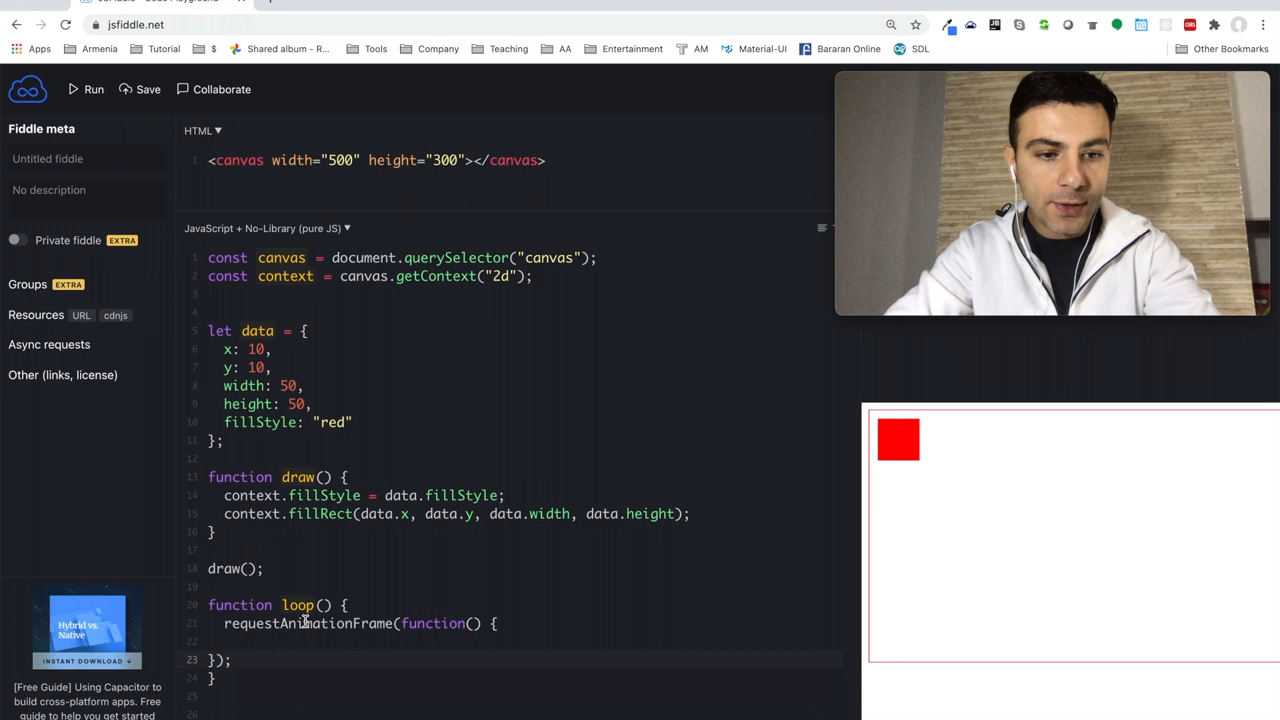 jsfiddle.net
Apps Armenia Tutorial $ Shared album - R... Tools Company Teaching AA Entertainment AM Material-UI Bararan Online SDL Other Bookmarks
Run Save Collaborate
Fiddle meta
Untitled fiddle
No description
Private fiddle EXTRA
Groups EXTRA
Resources URL cdnjs
Async requests
Other (links, license)
Hybrid vs.
Native
INSTANT DOWNLOAD ↓
[Free Guide] Using Capacitor to
build cross-platform apps. Free
guide to help you get started
HTML ▼
1 <canvas width="500" height="300"></canvas>
JavaScript + No-Library (pure JS) ▼
1 const canvas = document.querySelector("canvas");
2 const context = canvas.getContext("2d");
3
4
5 let data = {
6 x: 10,
7 y: 10,
8 width: 50,
9 height: 50,
10 fillStyle: "red"
11 };
12
13 function draw() {
14 context.fillStyle = data.fillStyle;
15 context.fillRect(data.x, data.y, data.width, data.height);
16 }
17
18 draw();
19
20 function loop() {
21 requestAnimationFrame(function() {
22
23 });
24 }
25
26